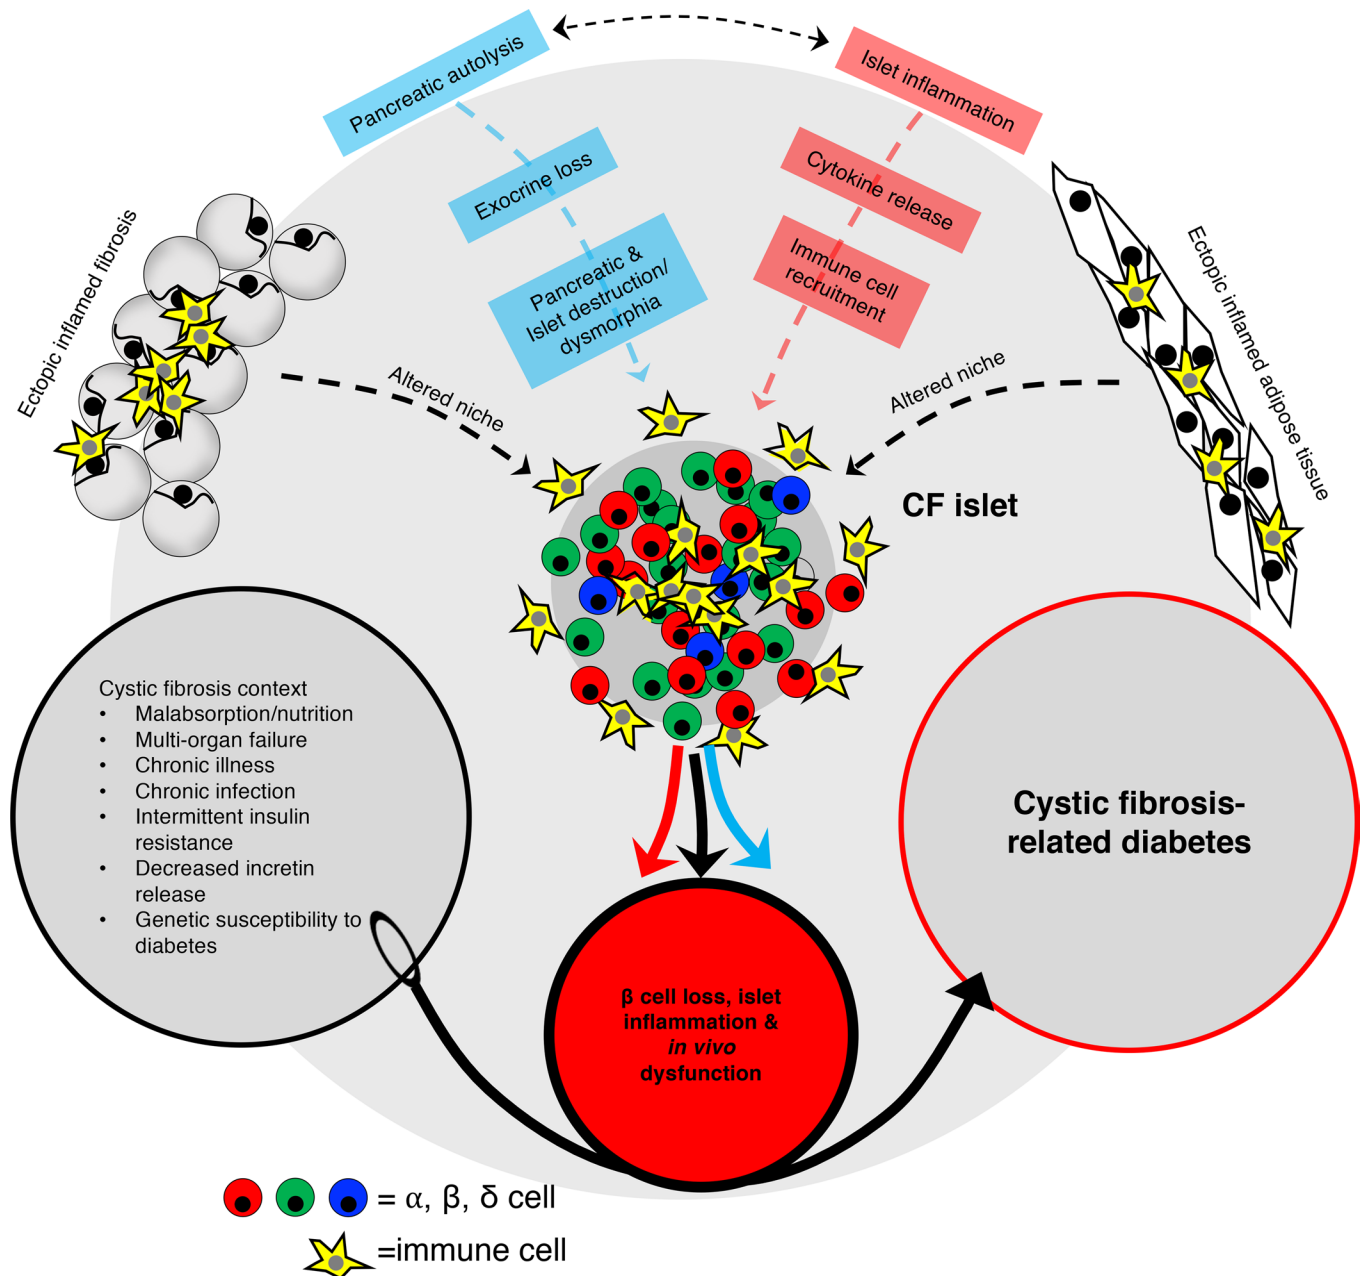 Pancreatic autolysis
Exocrine loss
Pancreatic &
Islet destruction/
dysmorphia
Islet inflammation
Cytokine release
Immune cell
recruitment
Ectopic inflamed fibrosis
Altered niche
Altered niche
Ectopic inflamed adipose tissue
CF islet
Cystic fibrosis context
• Malabsorption/nutrition
• Multi-organ failure
• Chronic illness
• Chronic infection
• Intermittent insulin
resistance
• Decreased incretin
release
• Genetic susceptibility to
diabetes
β cell loss, islet
inflammation &
in vivo
dysfunction
Cystic fibrosis-
related diabetes
= α, β, δ cell
=immune cell